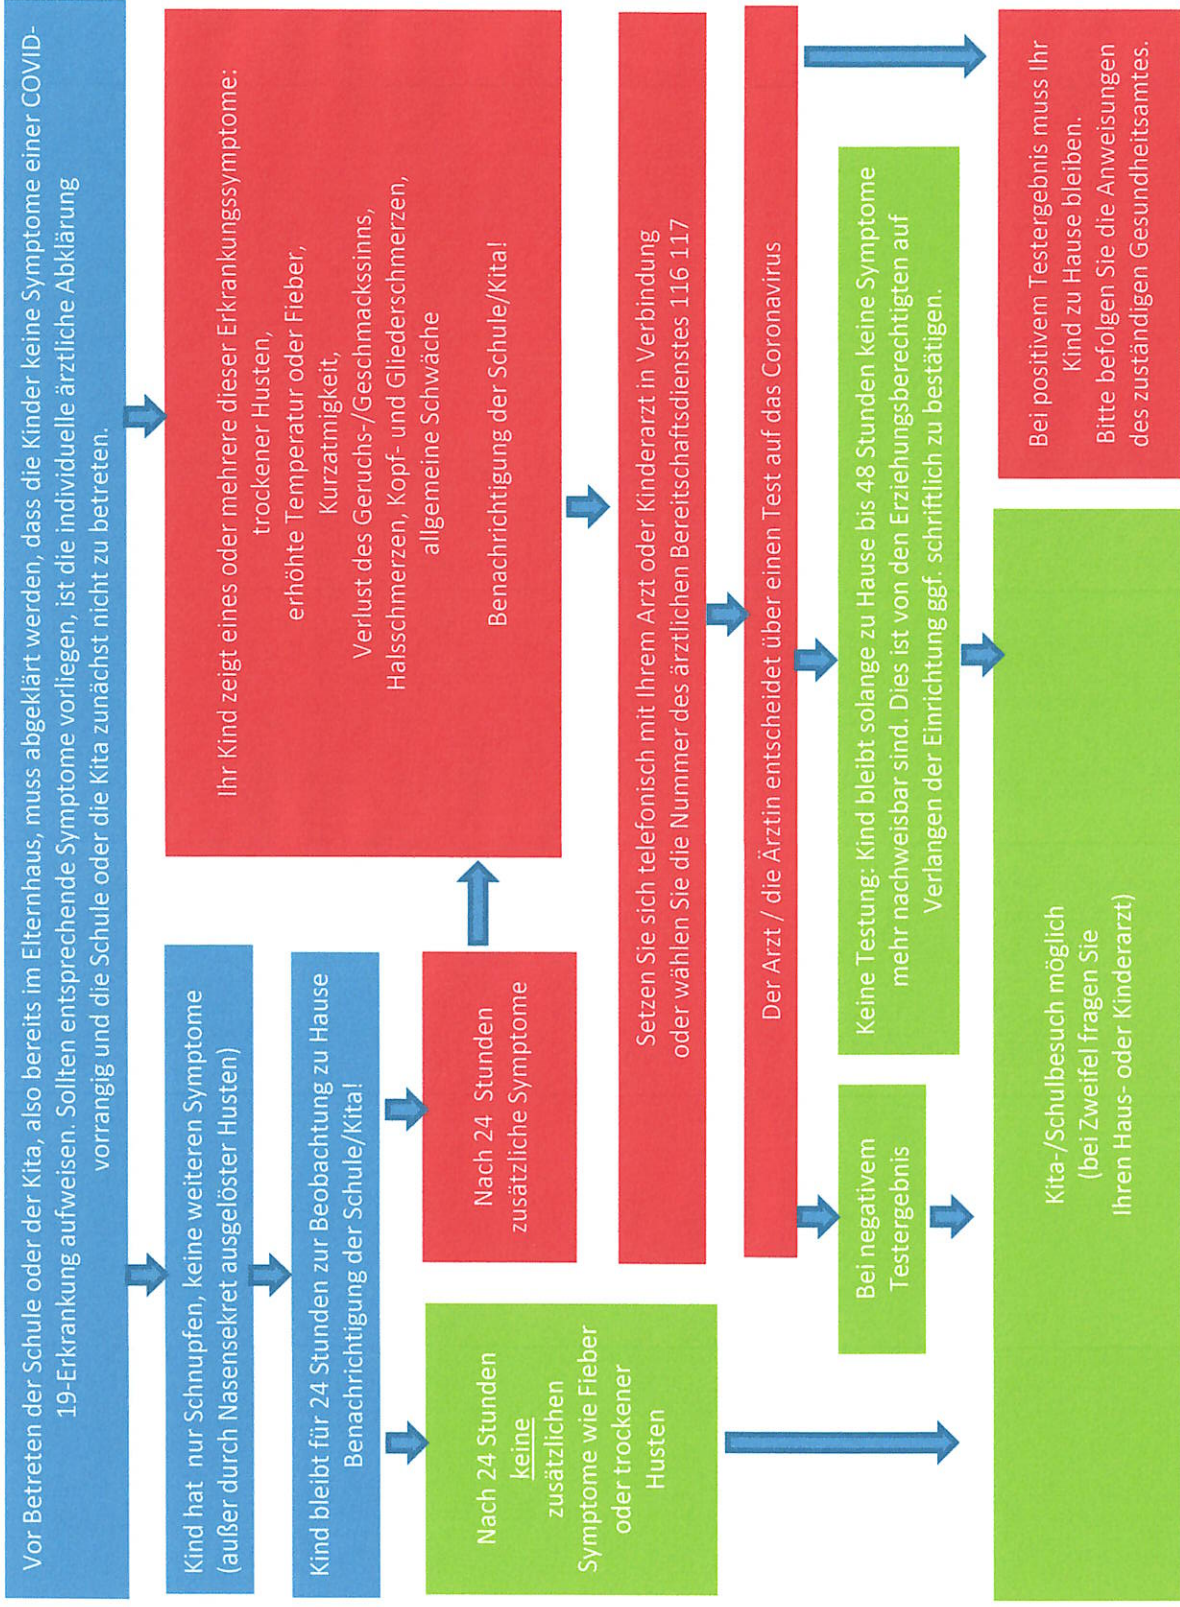 Vor Betreten der Schule oder der Kita, also bereits im Elternhaus, muss abgeklärt werden, dass die Kinder keine Symptome einer COVID-
19-Erkrankung aufweisen. Sollten entsprechende Symptome vorliegen, ist die individuelle ärztliche Abklärung
vorrangig und die Schule oder die Kita zunächst nicht zu betreten.
Kind hat nur Schnupfen, keine weiteren Symptome
(außer durch Nasensekret ausgelöster Husten)
Kind bleibt für 24 Stunden zur Beobachtung zu Hause
Benachrichtigung der Schule/Kita!
Nach 24 Stunden
keine
zusätzlichen
Symptome wie Fieber
oder trockener
Husten
Nach 24 Stunden
zusätzliche Symptome
Ihr Kind zeigt eines oder mehrere dieser Erkrankungssymptome:
trockener Husten,
erhöhte Temperatur oder Fieber,
Kurzatmigkeit,
Verlust des Geruchs-/Geschmackssinns,
Halsschmerzen, Kopf- und Gliederschmerzen,
allgemeine Schwäche
Benachrichtigung der Schule/Kita!
Setzen Sie sich telefonisch mit Ihrem Arzt oder Kinderarzt in Verbindung
oder wählen Sie die Nummer des ärztlichen Bereitschaftsdienstes 116 117
Der Arzt / die Ärztin entscheidet über einen Test auf das Coronavirus
Bei negativem
Testergebnis
Keine Testung: Kind bleibt solange zu Hause bis 48 Stunden keine Symptome
mehr nachweisbar sind. Dies ist von den Erziehungsberechtigten auf
Verlangen der Einrichtung ggf. schriftlich zu bestätigen.
Kita-/Schulbesuch möglich
(bei Zweifel fragen Sie
Ihren Haus- oder Kinderarzt)
Bei positivem Testergebnis muss Ihr
Kind zu Hause bleiben.
Bitte befolgen Sie die Anweisungen
des zuständigen Gesundheitsamtes.